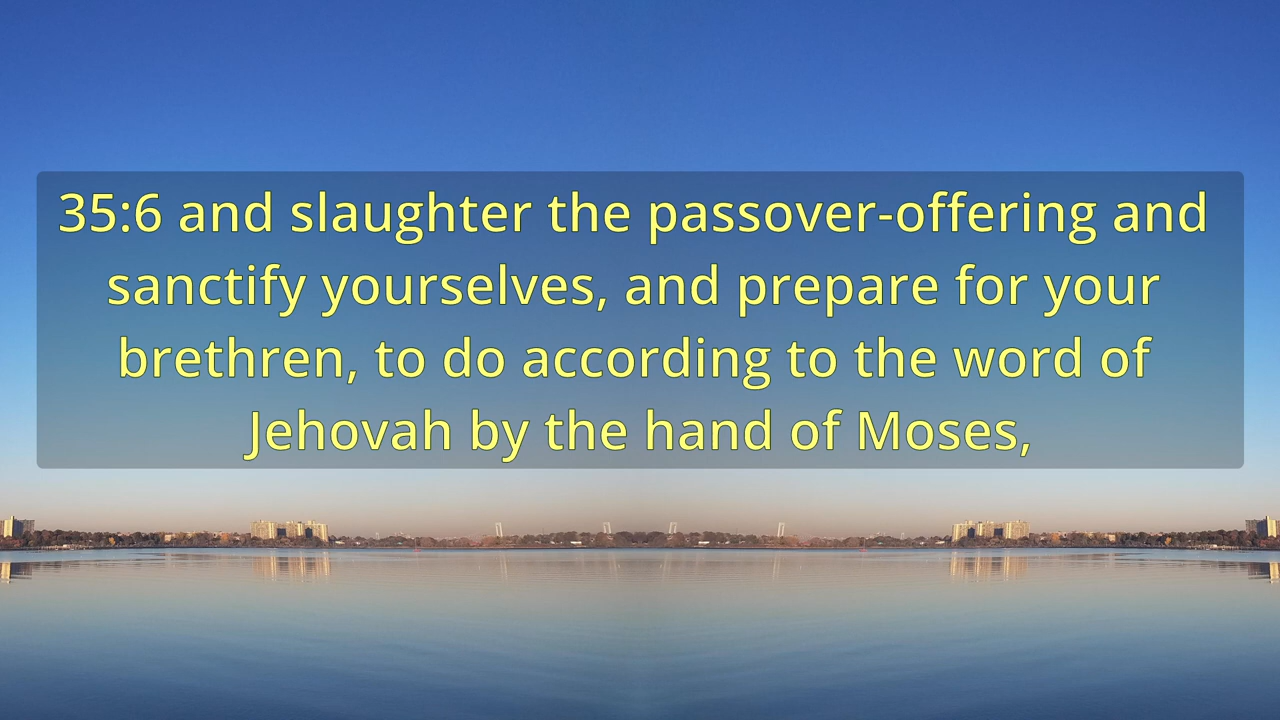 35:6 and slaughter the passover-offering and
sanctify yourselves, and prepare for your
brethren, to do according to the word of
Jehovah by the hand of Moses,